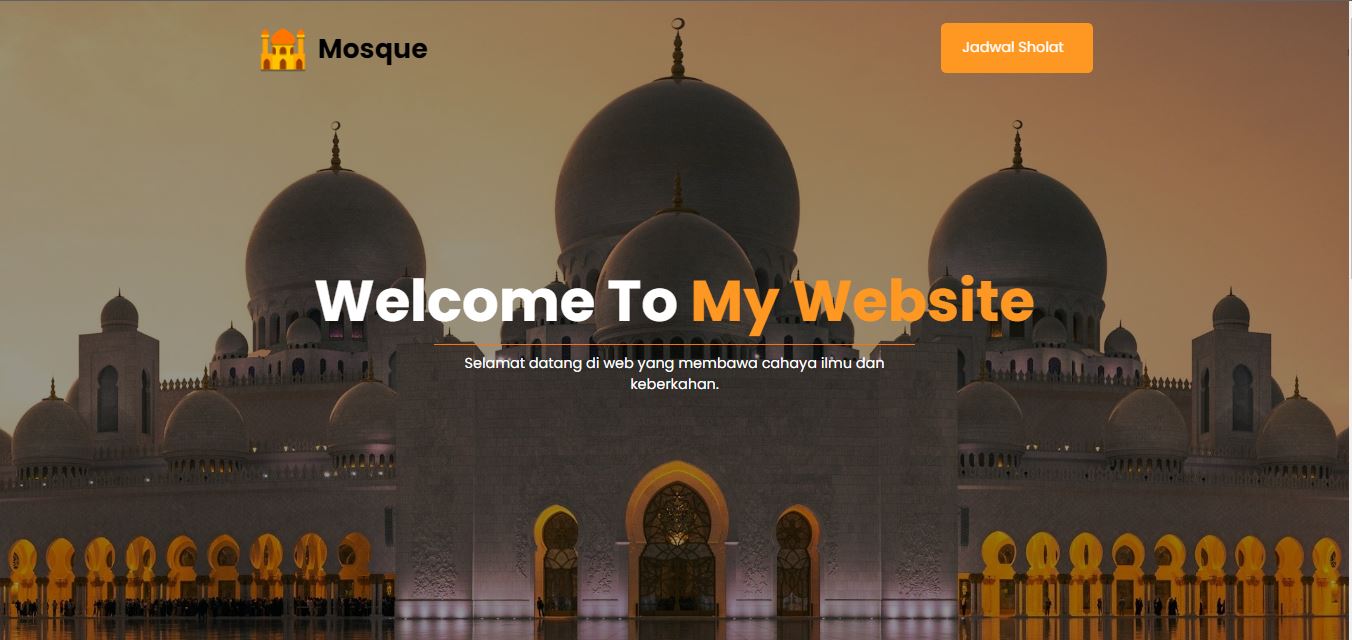 Mosque
Jadwal Sholat
Welcome To My Website
Selamat datang di web yang membawa cahaya ilmu dan
keberkahan.